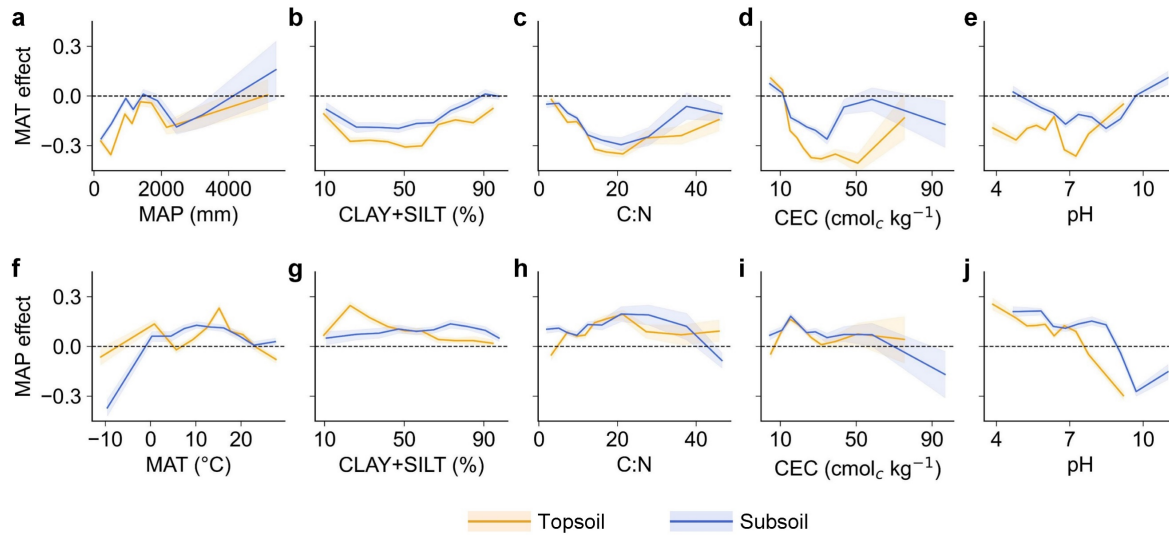 a b c d e
MAT effect
0.3
0.0
−0.3
0 2000 4000
10 50 90
0 20 40
10 50 90
4 7 10
MAP (mm)
CLAY+SILT (%)
C:N
CEC (cmolc kg−1)
pH
f g h i j
MAP effect
0.3
0.0
−0.3
−10 0 10 20
10 50 90
0 20 40
10 50 90
4 7 10
MAT (°C)
CLAY+SILT (%)
C:N
CEC (cmolc kg−1)
pH
Topsoil Subsoil